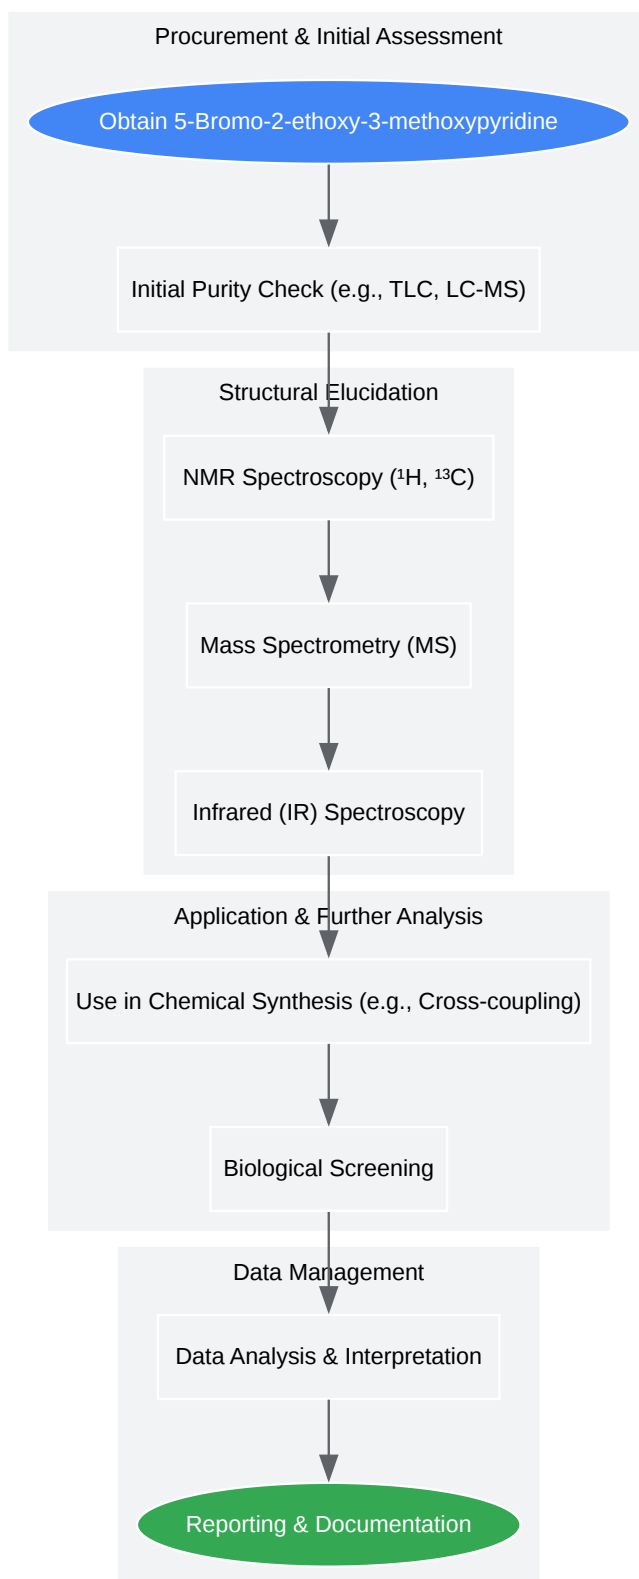 Procurement & Initial Assessment
Obtain 5-Bromo-2-ethoxy-3-methoxypyridine
Initial Purity Check (e.g., TLC, LC-MS)
Structural Elucidation
NMR Spectroscopy (¹H, ¹³C)
Mass Spectrometry (MS)
Infrared (IR) Spectroscopy
Application & Further Analysis
Use in Chemical Synthesis (e.g., Cross-coupling)
Biological Screening
Data Management
Data Analysis & Interpretation
Reporting & Documentation